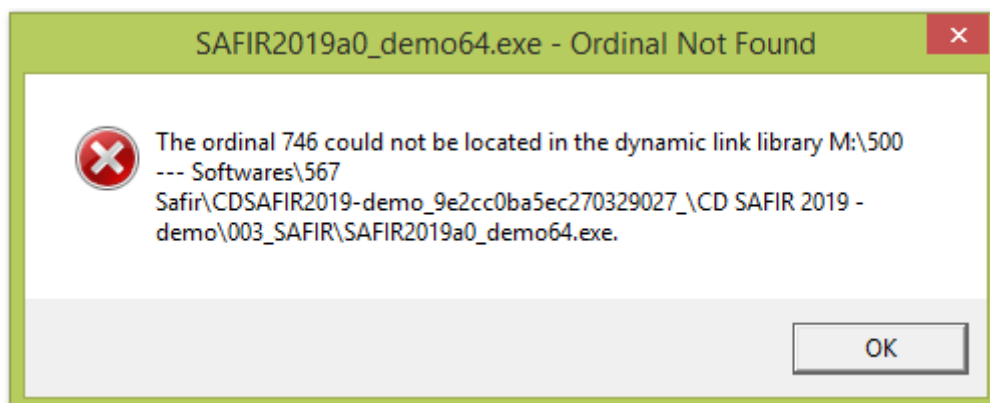 SAFIR2019a0_demo64.exe - Ordinal Not Found
The ordinal 746 could not be located in the dynamic link library M:\500
--- Softwares\567
Safir\CDSAFIR2019-demo_9e2cc0ba5ec270329027_\CD SAFIR 2019 -
demo\003_SAFIR\SAFIR2019a0_demo64.exe.
OK